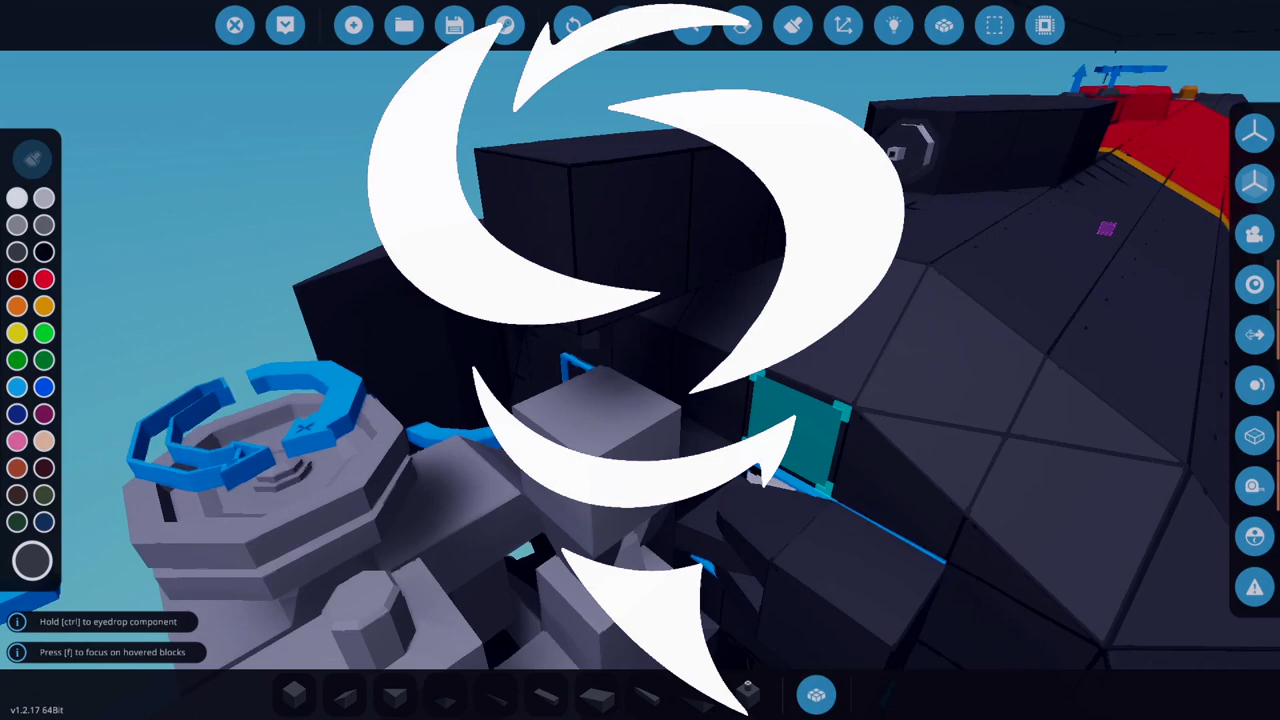 Hold [ctrl] to eyedrop component
Press [f] to focus on hovered blocks
v1.2.17 64Bit